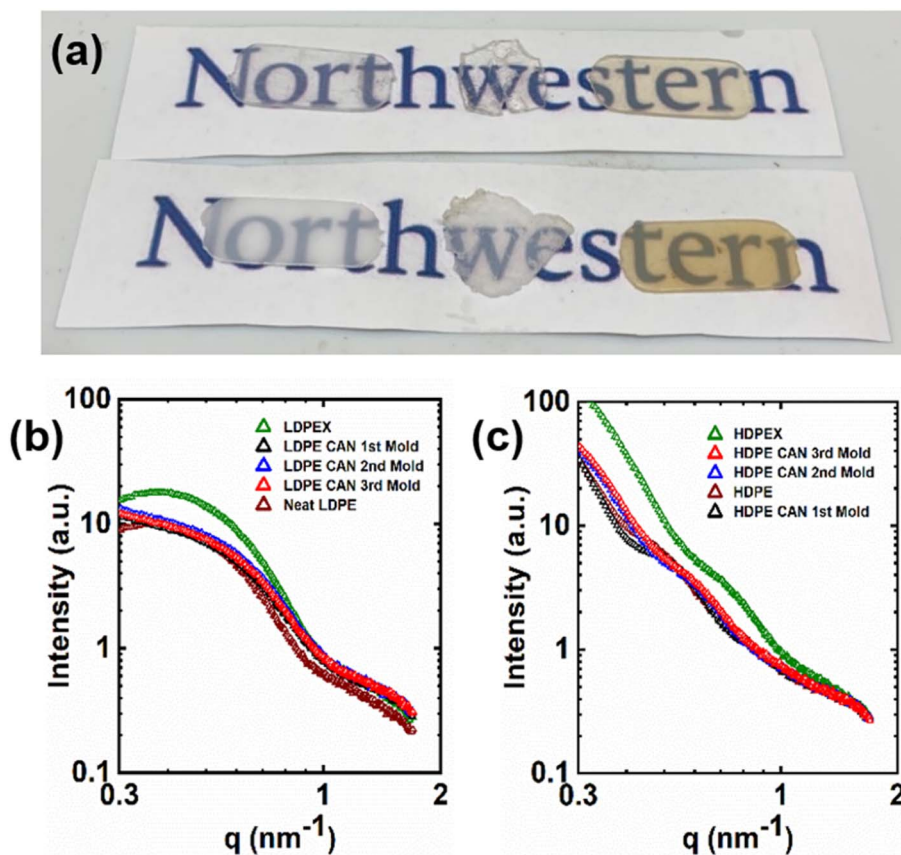 (a)
Northwestern
Northwestern
(b)
100
10
1
0.1
0.3
1
2
Intensity (a.u.)
q (nm⁻¹)
LDPEX
LDPE CAN 1st Mold
LDPE CAN 2nd Mold
LDPE CAN 3rd Mold
Neat LDPE
(c)
100
10
1
0.1
0.3
1
2
Intensity (a.u.)
q (nm⁻¹)
HDPEX
HDPE CAN 3rd Mold
HDPE CAN 2nd Mold
HDPE
HDPE CAN 1st Mold